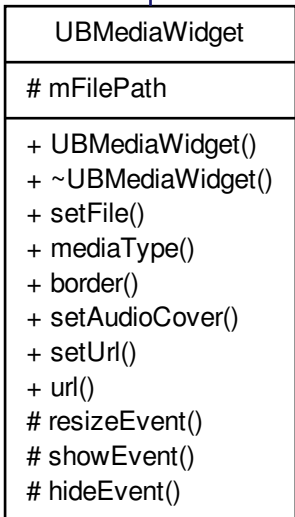 UBMediaWidget
# mFilePath
+ UBMediaWidget()
+ ~UBMediaWidget()
+ setFile()
+ mediaType()
+ border()
+ setAudioCover()
+ setUrl()
+ url()
# resizeEvent()
# showEvent()
# hideEvent()